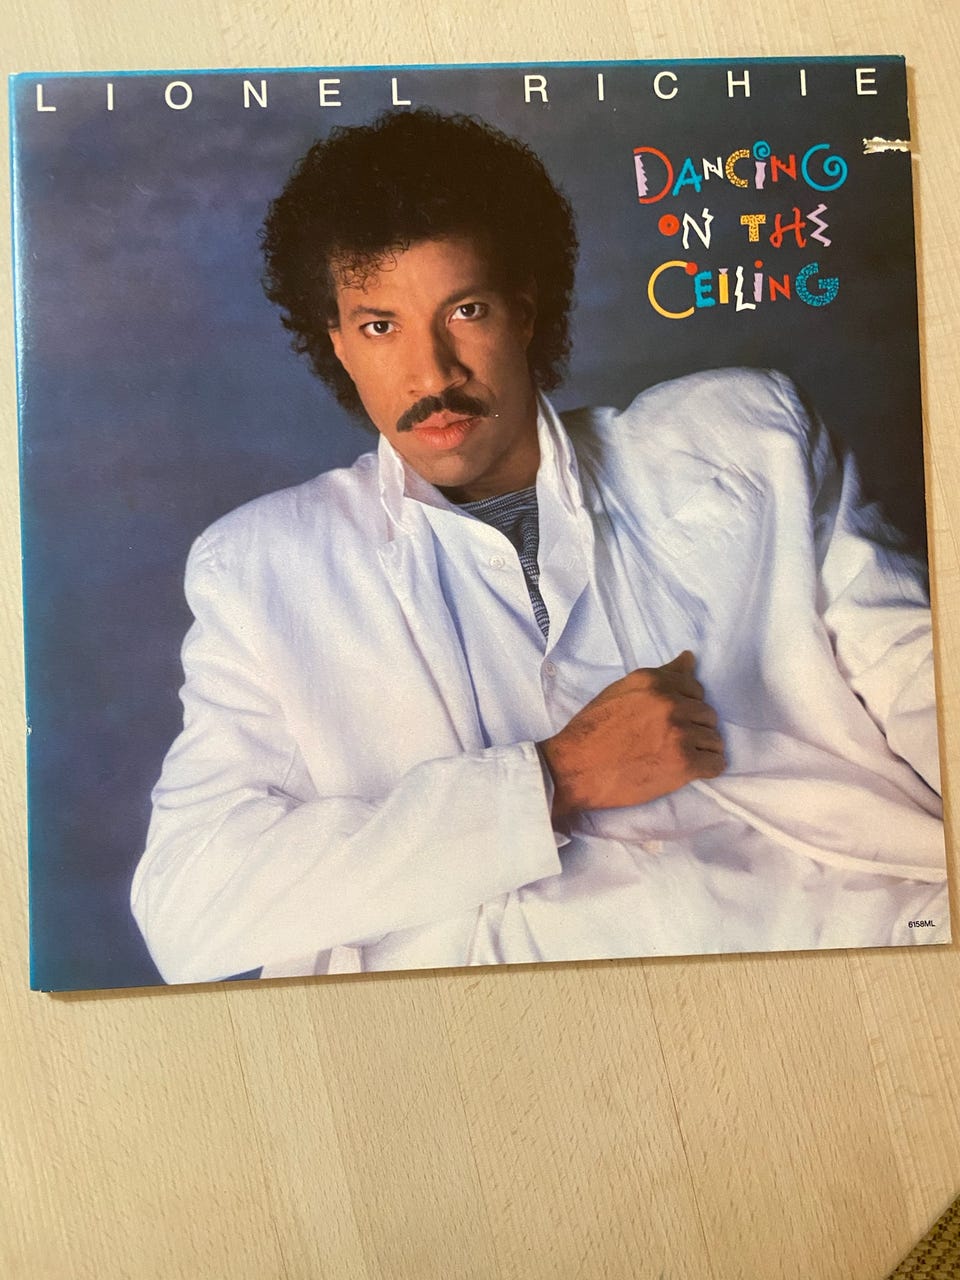 LIONEL RICHIE
DANCING
ON THE
CEILING
6158ML